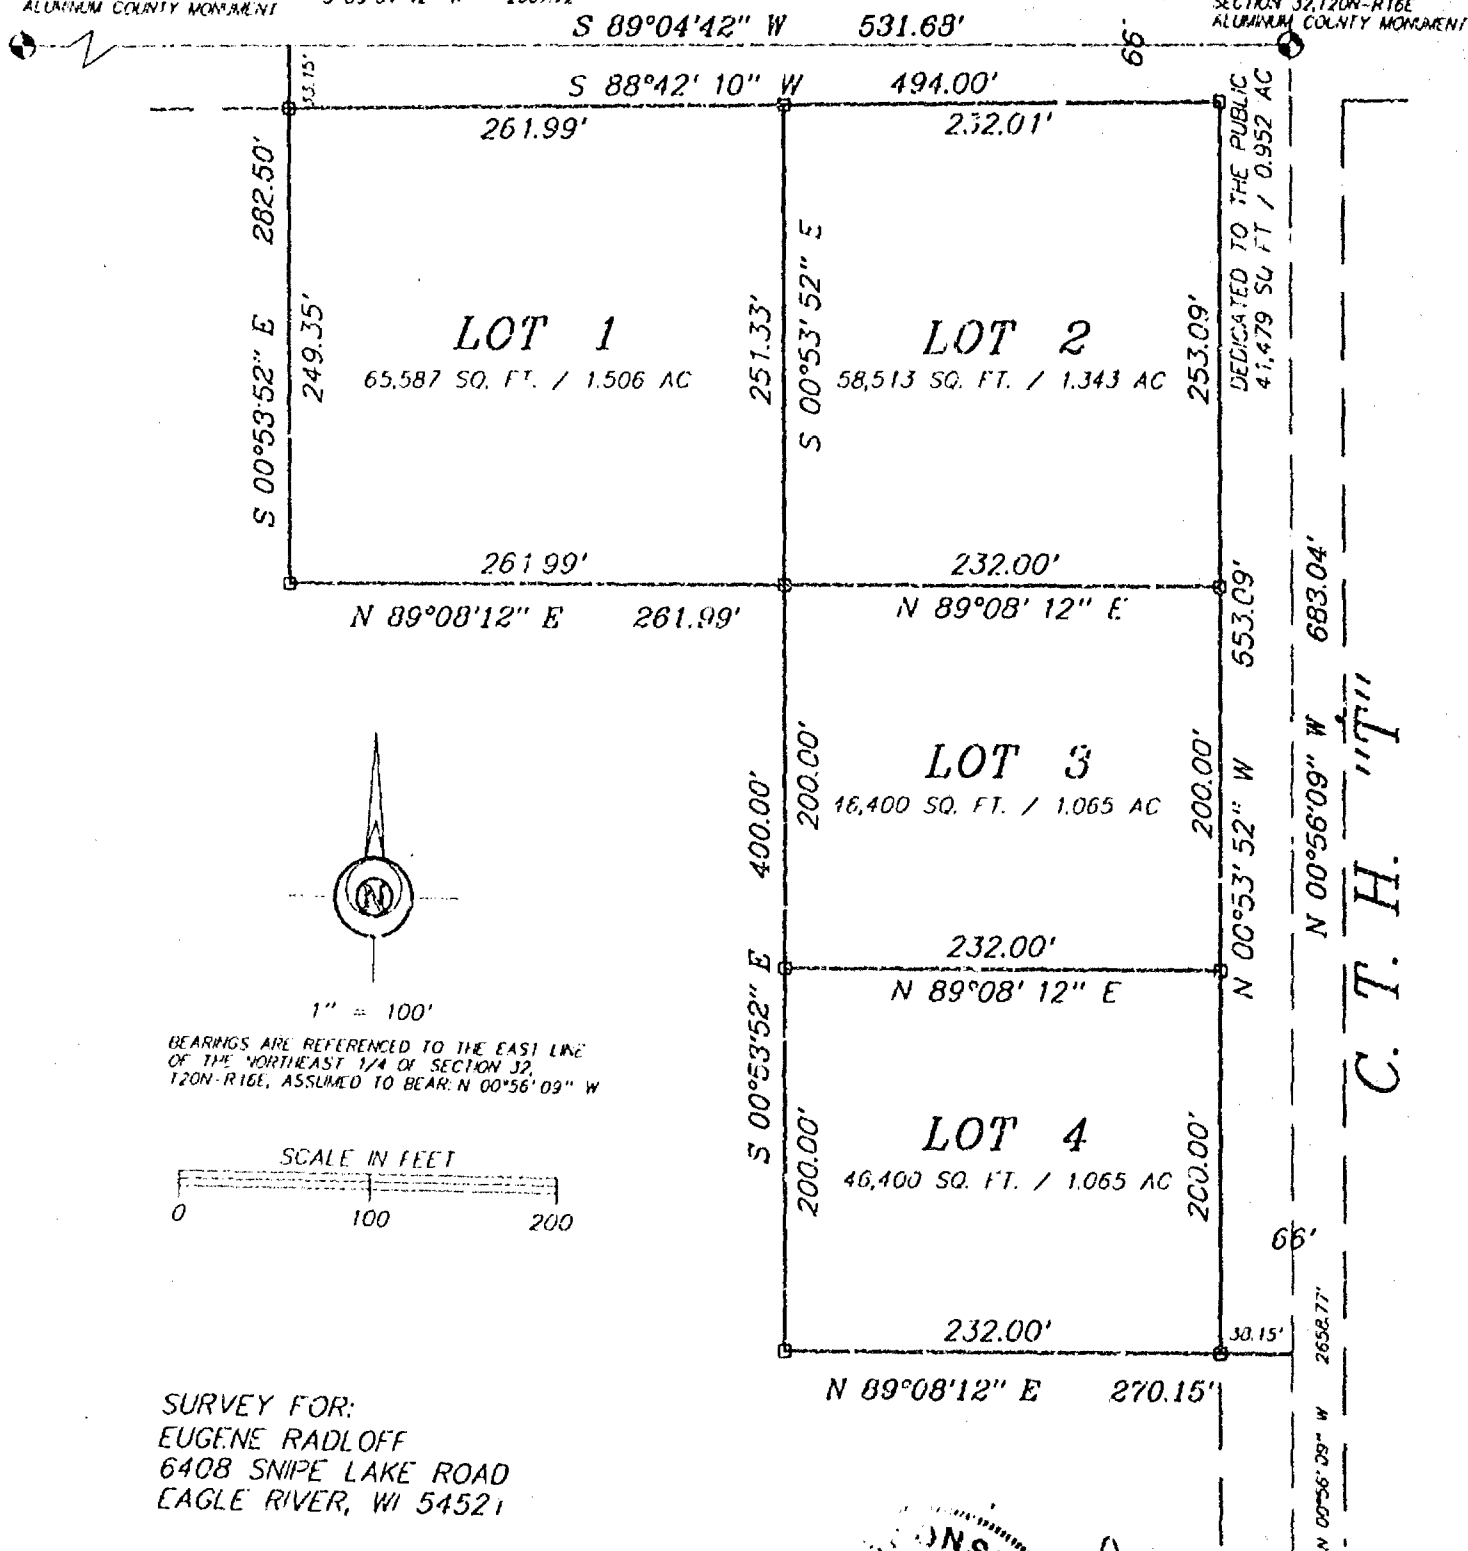 ALUMINUM COUNTY MONUMENT
SECTION 32,T20N-R16E
ALUMINUM COUNTY MONUMENT
S 89°04'42" W 531.68'
66'
33.15'
S 88°42' 10" W 494.00'
261.99'
232.01'
S 00°53'52" E 282.50'
249.35'
LOT 1
65,587 SQ. FT. / 1.506 AC
251.33'
S 00°53'52" E
LOT 2
58,513 SQ. FT. / 1.343 AC
253.09'
DEDICATED TO THE PUBLIC
41,479 SQ FT / 0.952 AC
261.99'
N 89°08'12" E 261.99'
232.00'
N 89°08' 12" E
N 00°53' 52" W 653.09'
N 00°56'09" W 683.04'
C. T. H. "T"
LOT 3
46,400 SQ. FT. / 1.065 AC
200.00'
200.00'
S 00°53'52" E 400.00'
232.00'
N 89°08' 12" E
N
1" = 100'
BEARINGS ARE REFERENCED TO THE EAST LINE
OF THE NORTHEAST 1/4 OF SECTION 32,
T20N-R16E, ASSUMED TO BEAR: N 00°56'09" W
SCALE IN FEET
0 100 200
LOT 4
46,400 SQ. FT. / 1.065 AC
200.00'
200.00'
66'
232.00'
38.15'
N 89°08'12" E 270.15'
N 00°56'09" W 2658.77'
SURVEY FOR:
EUGENE RADLOFF
6408 SNIPE LAKE ROAD
EAGLE RIVER, WI 54521